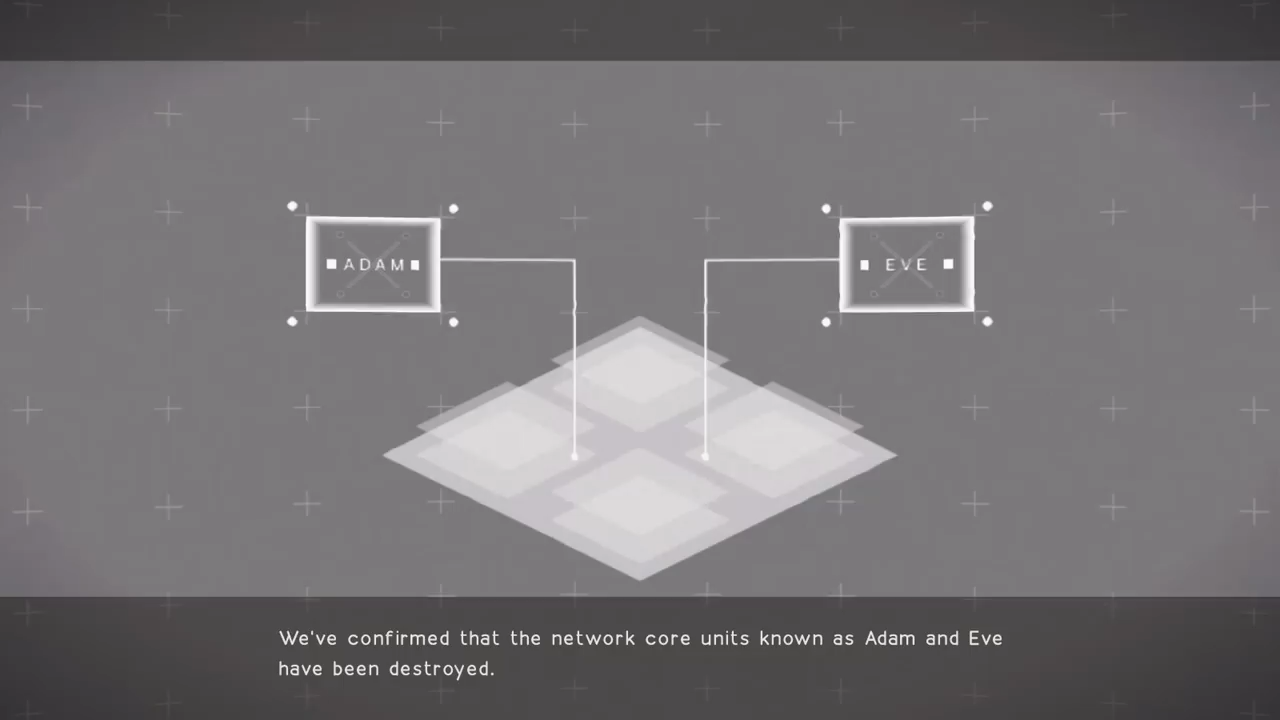 ADAM
EVE
We've confirmed that the network core units known as Adam and Eve
have been destroyed.